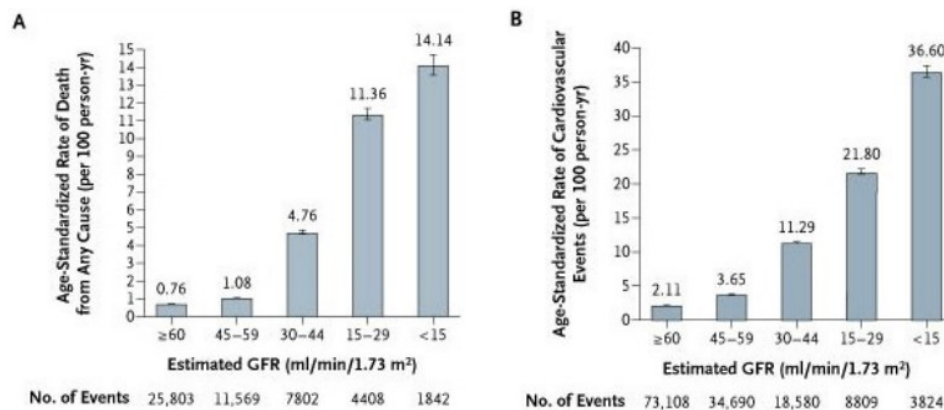 A
Age-Standardized Rate of Death
from Any Cause (per 100 person-yr)
15
14
13
12
11
10
9
8
7
6
5
4
3
2
1
0
0.76
1.08
4.76
11.36
14.14
≥60 45–59 30–44 15–29 <15
Estimated GFR (ml/min/1.73 m²)
No. of Events 25,803 11,569 7802 4408 1842
B
Age-Standardized Rate of Cardiovascular
Events (per 100 person-yr)
40
35
30
25
20
15
10
5
0
2.11
3.65
11.29
21.80
36.60
≥60 45–59 30–44 15–29 <15
Estimated GFR (ml/min/1.73 m²)
No. of Events 73,108 34,690 18,580 8809 3824